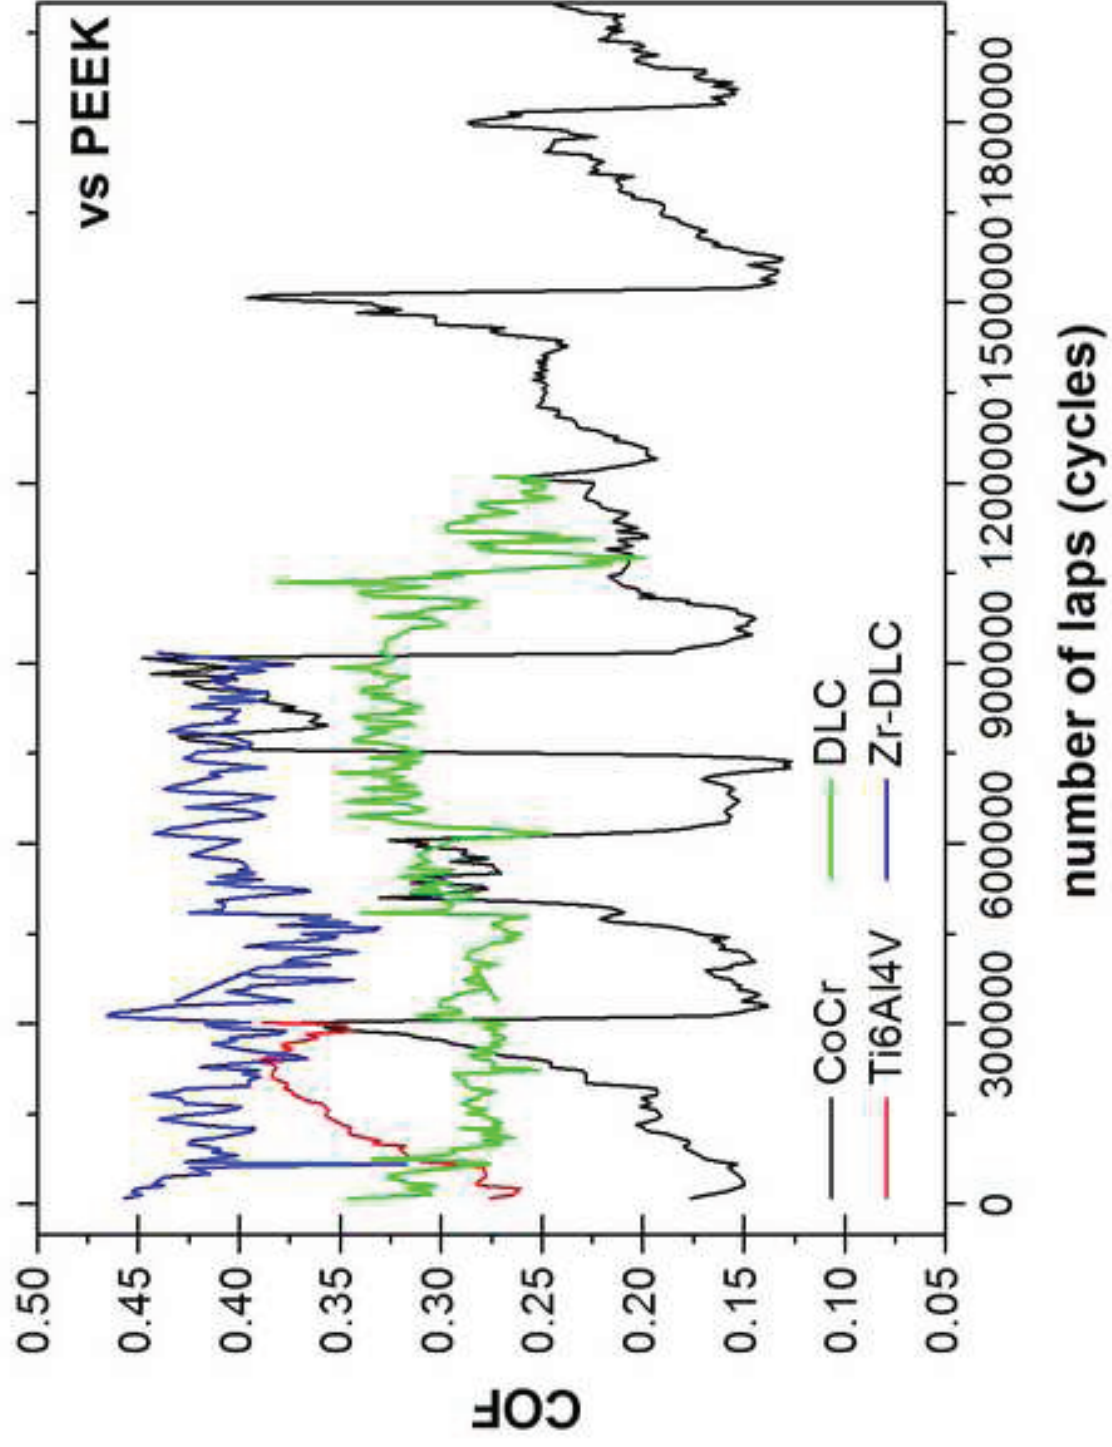 vs PEEK
COF
0.50
0.45
0.40
0.35
0.30
0.25
0.20
0.15
0.10
0.05
CoCr
DLC
Ti6Al4V
Zr-DLC
0 300000 600000 900000 1200000 1500000 1800000
number of laps (cycles)